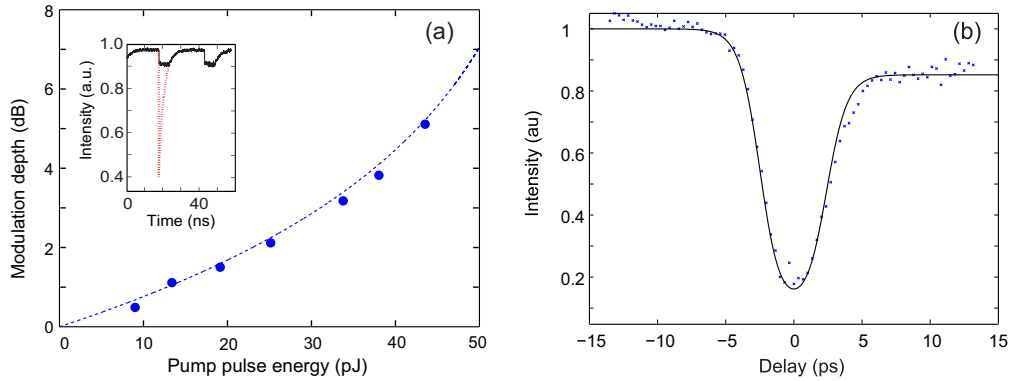 (a)
Modulation depth (dB)
8
6
4
2
0
0 10 20 30 40 50
Pump pulse energy (pJ)
Intensity (a.u.)
1.0
0.8
0.6
0.4
0 20 40
Time (ns)
(b)
Intensity (au)
1
0.8
0.6
0.4
0.2
−15 −10 −5 0 5 10 15
Delay (ps)